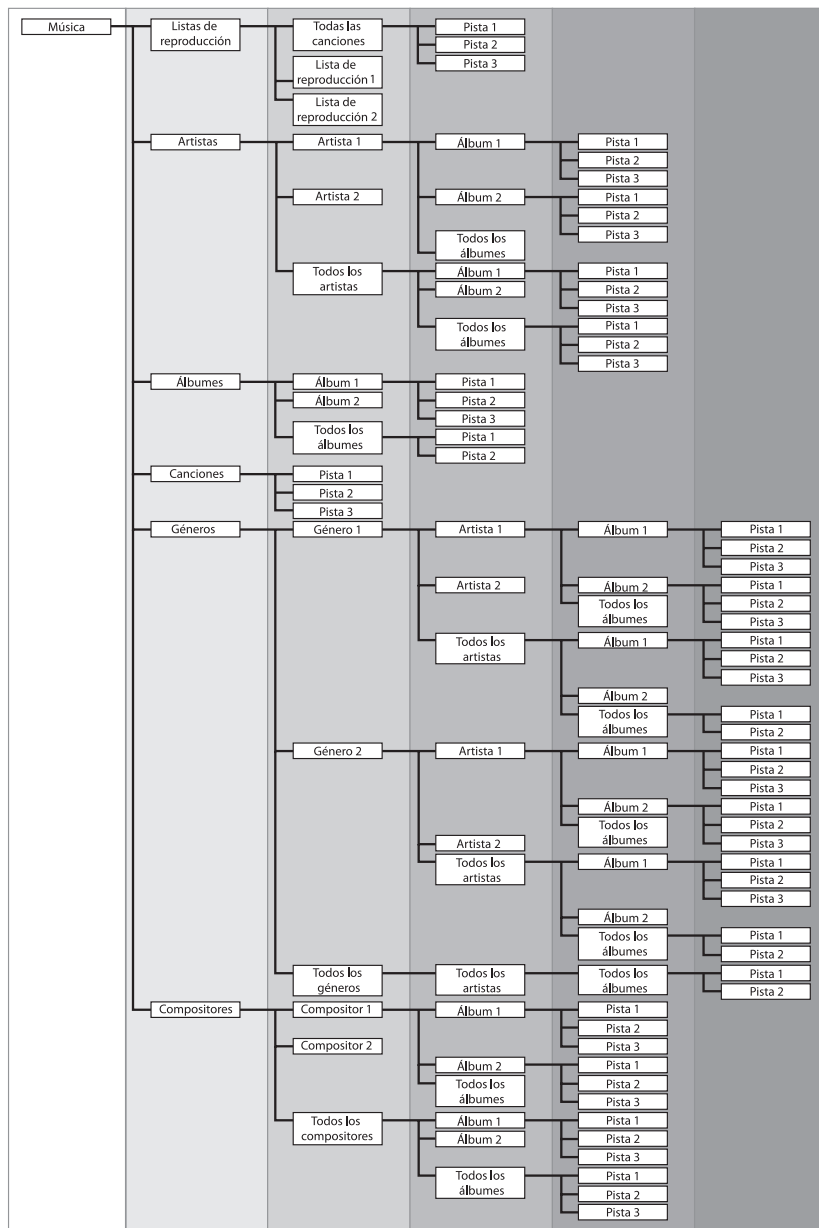 Música
Listas de
reproducción
Todas las
canciones
Pista 1
Pista 2
Pista 3
Lista de
reproducción 1
Lista de
reproducción 2
Artistas
Artista 1
Álbum 1
Pista 1
Pista 2
Pista 3
Artista 2
Álbum 2
Pista 1
Pista 2
Pista 3
Todos los
álbumes
Todos los
artistas
Álbum 1
Pista 1
Álbum 2
Pista 2
Pista 3
Todos los
álbumes
Pista 1
Pista 2
Pista 3
Álbumes
Álbum 1
Pista 1
Álbum 2
Pista 2
Pista 3
Todos los
álbumes
Pista 1
Pista 2
Canciones
Pista 1
Pista 2
Pista 3
Géneros
Género 1
Artista 1
Álbum 1
Pista 1
Pista 2
Pista 3
Artista 2
Álbum 2
Pista 1
Todos los
álbumes
Pista 2
Pista 3
Todos los
artistas
Álbum 1
Pista 1
Pista 2
Pista 3
Álbum 2
Todos los
álbumes
Pista 1
Pista 2
Género 2
Artista 1
Álbum 1
Pista 1
Pista 2
Pista 3
Álbum 2
Pista 1
Todos los
álbumes
Pista 2
Pista 3
Artista 2
Todos los
artistas
Álbum 1
Pista 1
Pista 2
Pista 3
Álbum 2
Todos los
álbumes
Pista 1
Pista 2
Todos los
géneros
Todos los
artistas
Todos los
álbumes
Pista 1
Pista 2
Compositores
Compositor 1
Álbum 1
Pista 1
Pista 2
Pista 3
Compositor 2
Álbum 2
Pista 1
Todos los
álbumes
Pista 2
Pista 3
Todos los
compositores
Álbum 1
Pista 1
Álbum 2
Pista 2
Pista 3
Todos los
álbumes
Pista 1
Pista 2
Pista 3